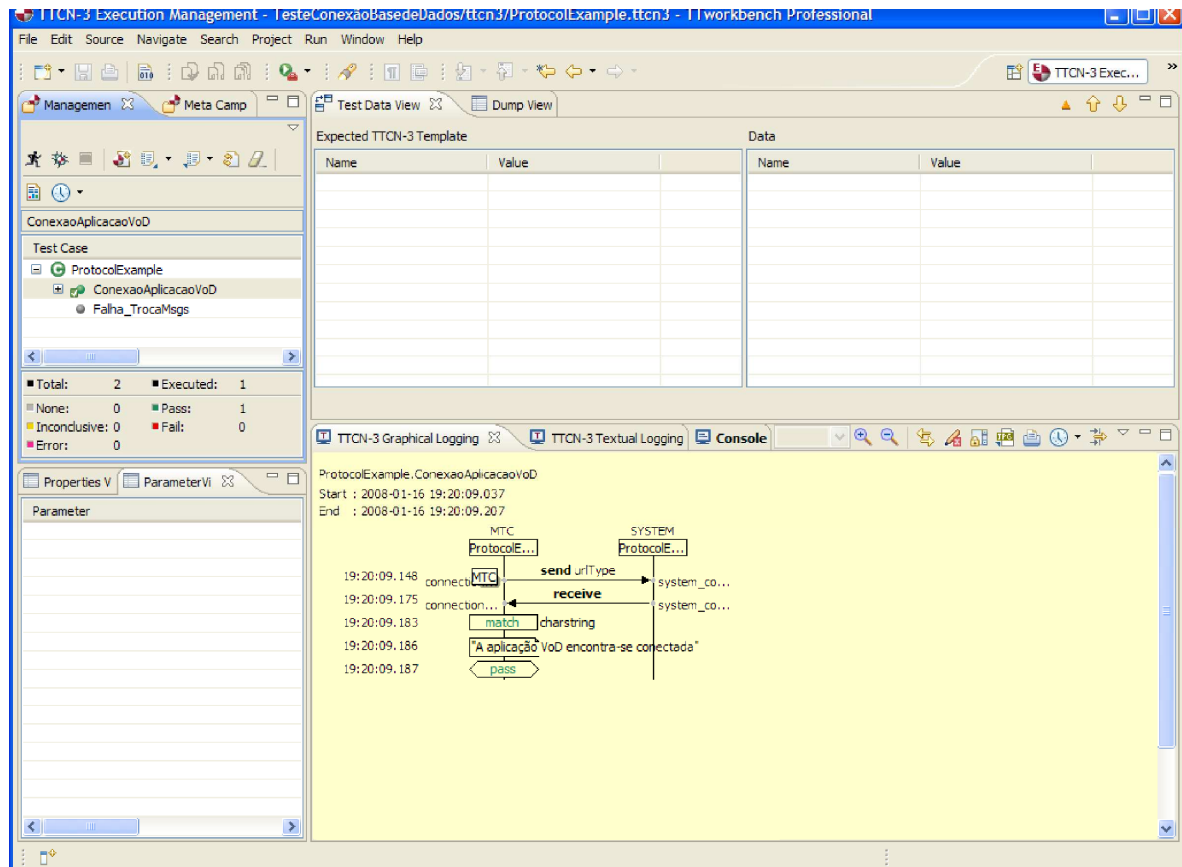 TTCN-3 Execution Management - TesteConexãoBasedeDados/ttcn3/ProtocolExample.ttcn3 - TTworkbench Professional
File Edit Source Navigate Search Project Run Window Help
TTCN-3 Exec...
Managemen
Meta Camp
Test Data View
Dump View
Expected TTCN-3 Template
Data
Name Value
Name Value
ConexaoAplicacaoVoD
Test Case
ProtocolExample
ConexaoAplicacaoVoD
Falha_TrocaMsgs
Total: 2 Executed: 1
None: 0 Pass: 1
Inconclusive: 0 Fail: 0
Error: 0
Properties V
ParameterVi
Parameter
TTCN-3 Graphical Logging
TTCN-3 Textual Logging
Console
ProtocolExample.ConexaoAplicacaoVoD
Start : 2008-01-16 19:20:09.037
End : 2008-01-16 19:20:09.207
MTC SYSTEM
ProtocolE... ProtocolE...
19:20:09.148 connecti MTC send urlType system_co...
19:20:09.175 connection... receive system_co...
19:20:09.183 match charstring
19:20:09.186 "A aplicação VoD encontra-se conectada"
19:20:09.187 pass